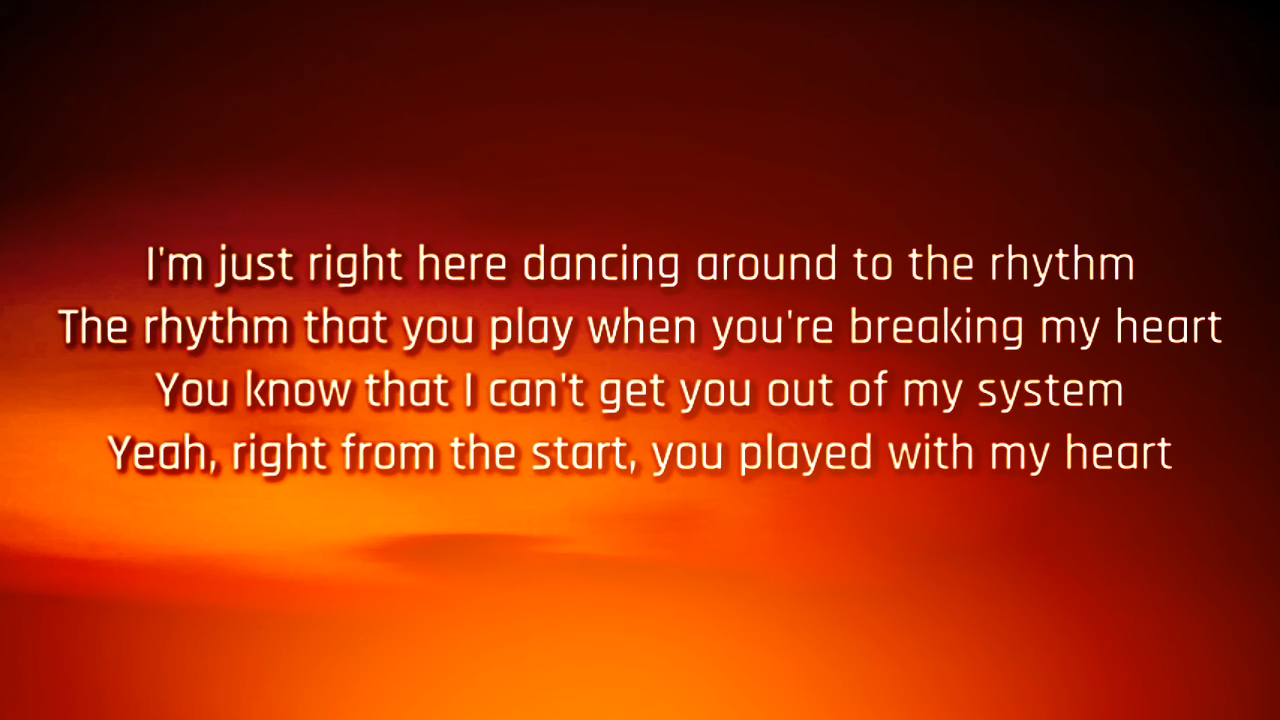 I'm just right here dancing around to the rhythm
The rhythm that you play when you're breaking my heart
You know that I can't get you out of my system
Yeah, right from the start, you played with my heart